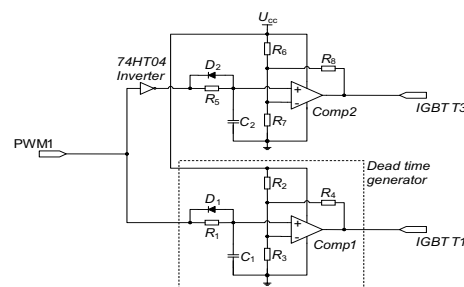 Ucc
74HT04
Inverter
D2
R5
C2
R6
R7
R8
Comp2
IGBT T3
PWM1
Dead time
generator
D1
R1
C1
R2
R3
R4
Comp1
IGBT T1